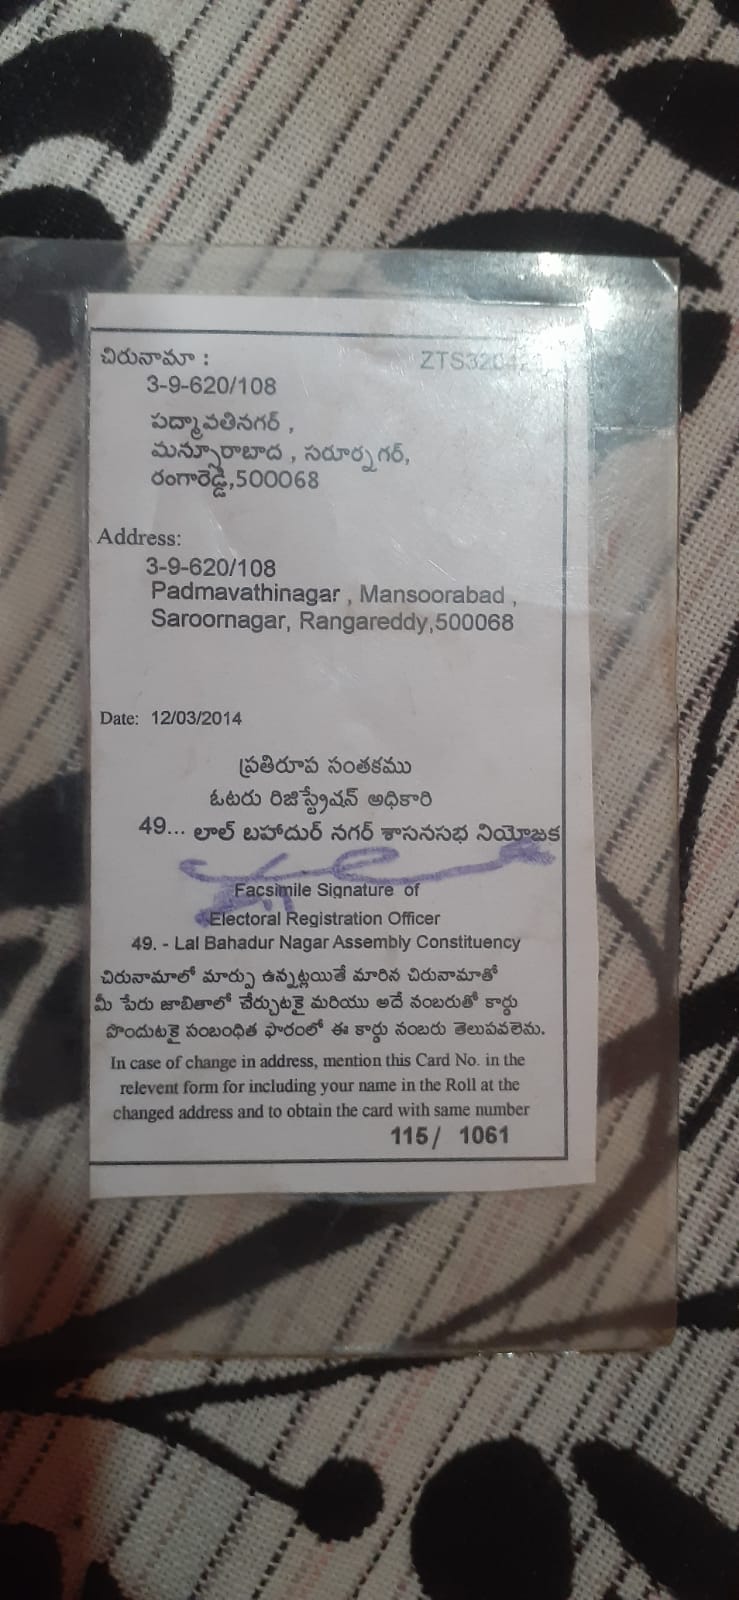 చిరునామా :
3-9-620/108
పద్మావతినగర్ ,
మన్సూరాబాద , సరూర్నగర్,
రంగారెడ్డి,500068
Address:
3-9-620/108
Padmavathinagar , Mansoorabad ,
Saroornagar, Rangareddy,500068
Date: 12/03/2014
ప్రతిరూప సంతకము
ఓటరు రిజిస్ట్రేషన్ అధికారి
49... లాల్ బహాదుర్ నగర్ శాసనసభ నియోజక
Facsimile Signature of
Electoral Registration Officer
49. - Lal Bahadur Nagar Assembly Constituency
చిరునామాలో మార్పు ఉన్నట్లయితే మారిన చిరునామాతో
మీ పేరు జాబితాలో చేర్చుటకై మరియు అదే నంబరుతో కార్డు
పొందుటకై సంబంధిత ఫారంలో ఈ కార్డు నంబరు తెలుపవలెను.
In case of change in address, mention this Card No. in the
relevent form for including your name in the Roll at the
changed address and to obtain the card with same number
115/ 1061